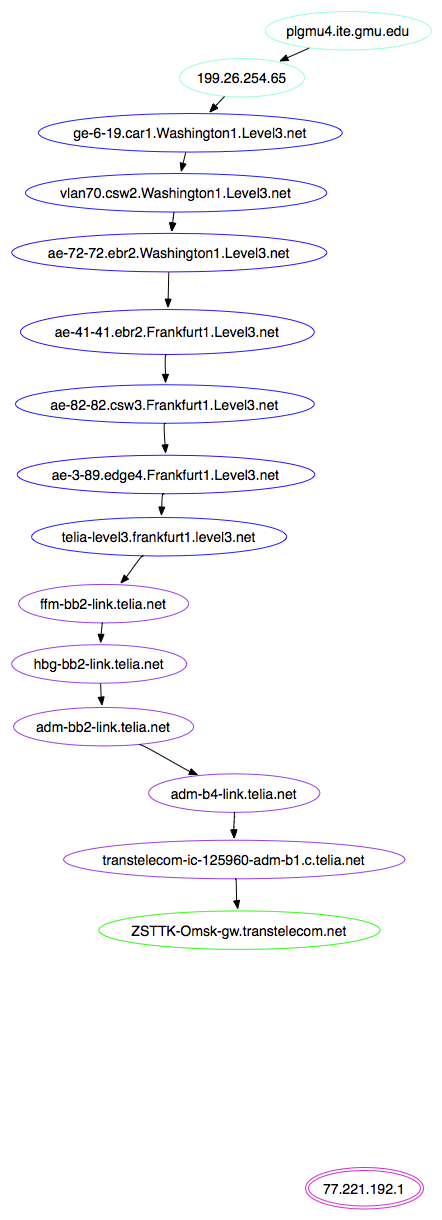 plgmu4.ite.gmu.edu
199.26.254.65
ge-6-19.car1.Washington1.Level3.net
vlan70.csw2.Washington1.Level3.net
ae-72-72.ebr2.Washington1.Level3.net
ae-41-41.ebr2.Frankfurt1.Level3.net
ae-82-82.csw3.Frankfurt1.Level3.net
ae-3-89.edge4.Frankfurt1.Level3.net
telia-level3.frankfurt1.level3.net
ffm-bb2-link.telia.net
hbg-bb2-link.telia.net
adm-bb2-link.telia.net
adm-b4-link.telia.net
transtelecom-ic-125960-adm-b1.c.telia.net
ZSTTK-Omsk-gw.transtelecom.net
77.221.192.1